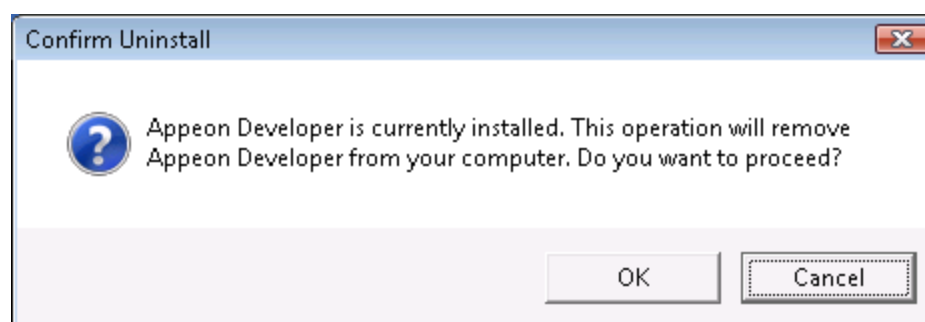 Confirm Uninstall
Appeon Developer is currently installed. This operation will remove
Appeon Developer from your computer. Do you want to proceed?
OK
Cancel